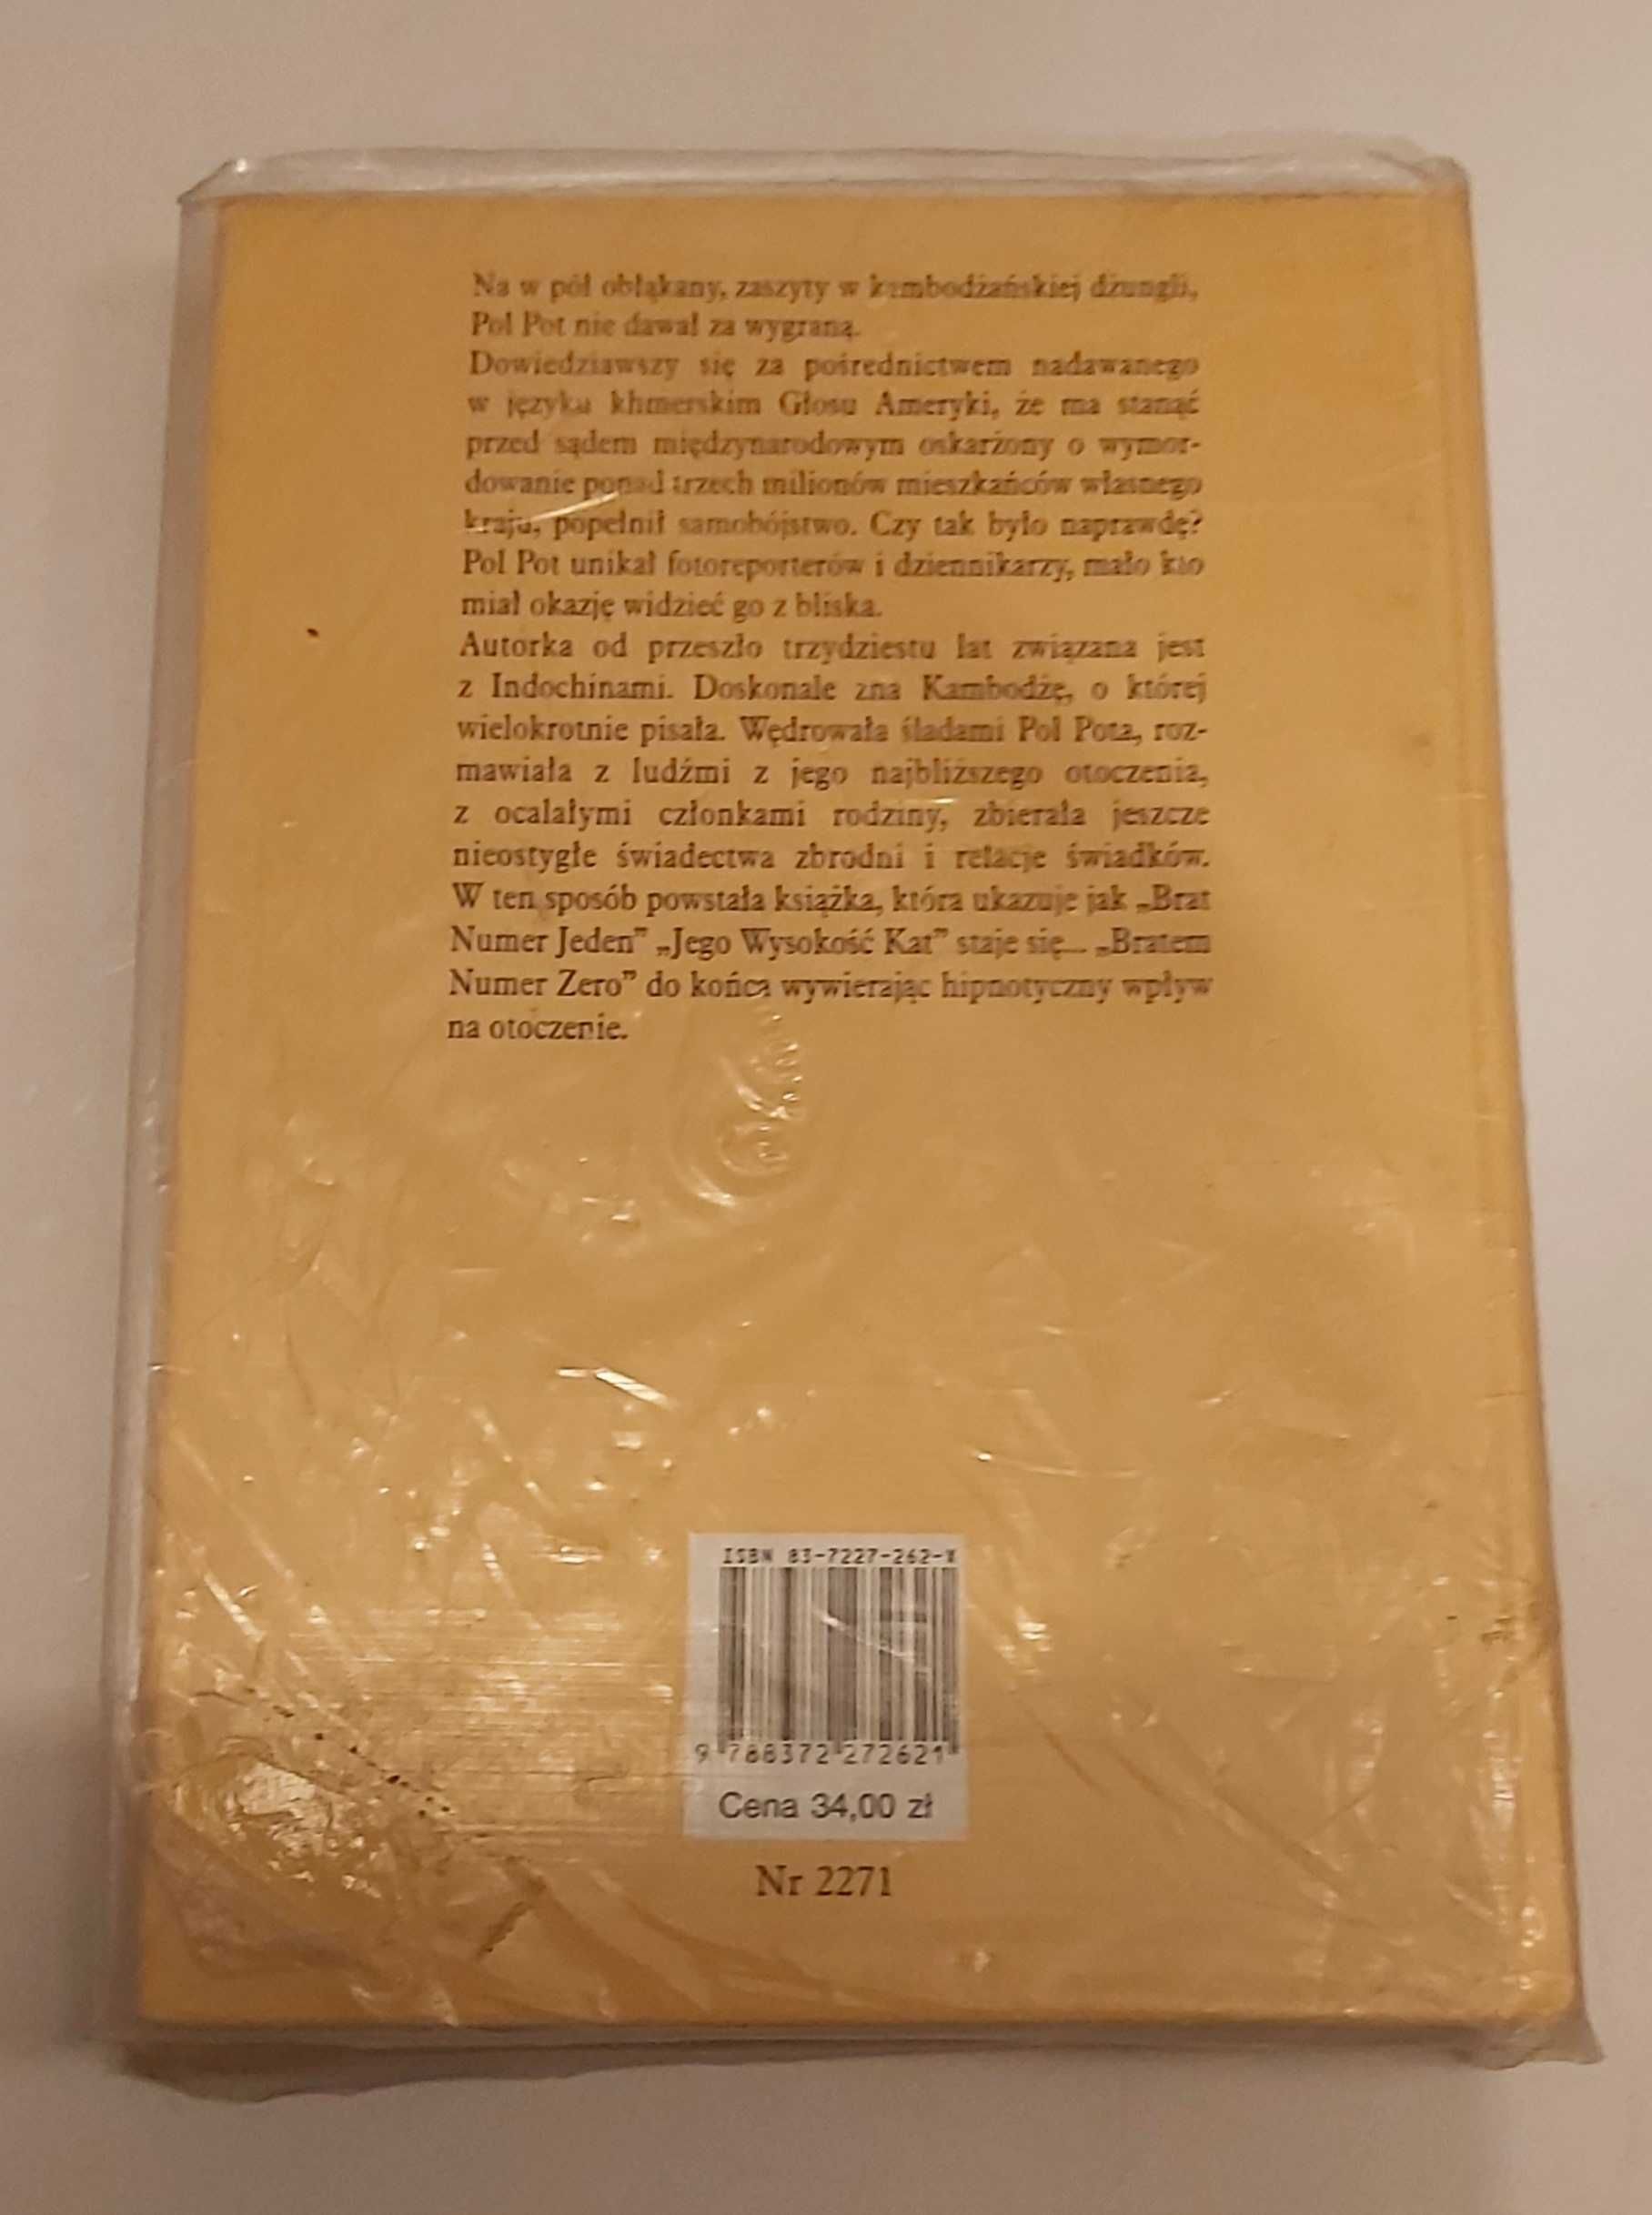 Na w pół obłąkany, zaszyty w kambodżańskiej dżungli,
Pol Pot nie dawał za wygraną.
Dowiedziawszy się za pośrednictwem nadawanego
w języku khmerskim Głosu Ameryki, że ma stanąć
przed sądem międzynarodowym oskarżony o wymor-
dowanie ponad trzech milionów mieszkańców własnego
kraju, popełnił samobójstwo. Czy tak było naprawdę?
Pol Pot unikał fotoreporterów i dziennikarzy, mało kto
miał okazję widzieć go z bliska.
Autorka od przeszło trzydziestu lat związana jest
z Indochinami. Doskonale zna Kambodżę, o której
wielokrotnie pisała. Wędrowała śladami Pol Pota, roz-
mawiała z ludźmi z jego najbliższego otoczenia,
z ocalałymi członkami rodziny, zbierała jeszcze
nieostygłe świadectwa zbrodni i relacje świadków.
W ten sposób powstała książka, która ukazuje jak „Brat
Numer Jeden” „Jego Wysokość Kat” staje się... „Bratem
Numer Zero” do końca wywierając hipnotyczny wpływ
na otoczenie.
ISBN 83-7227-262-X
9 788372 272621
Cena 34,00 zł
Nr 2271